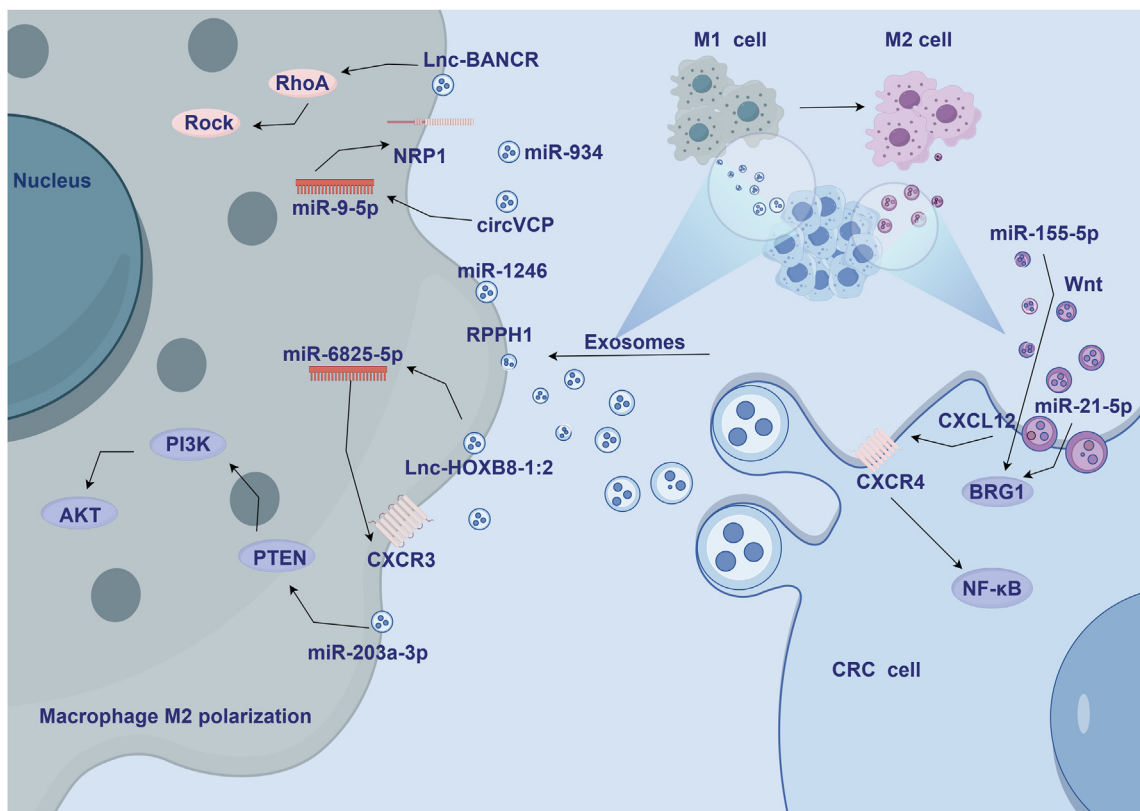 M1 cell
M2 cell
Lnc-BANCR
RhoA
Rock
NRP1
miR-934
Nucleus
miR-9-5p
circVCP
miR-155-5p
miR-1246
Wnt
RPPH1
Exosomes
miR-6825-5p
miR-21-5p
CXCL12
PI3K
Lnc-HOXB8-1:2
CXCR4
BRG1
AKT
PTEN
CXCR3
NF-κB
miR-203a-3p
CRC cell
Macrophage M2 polarization